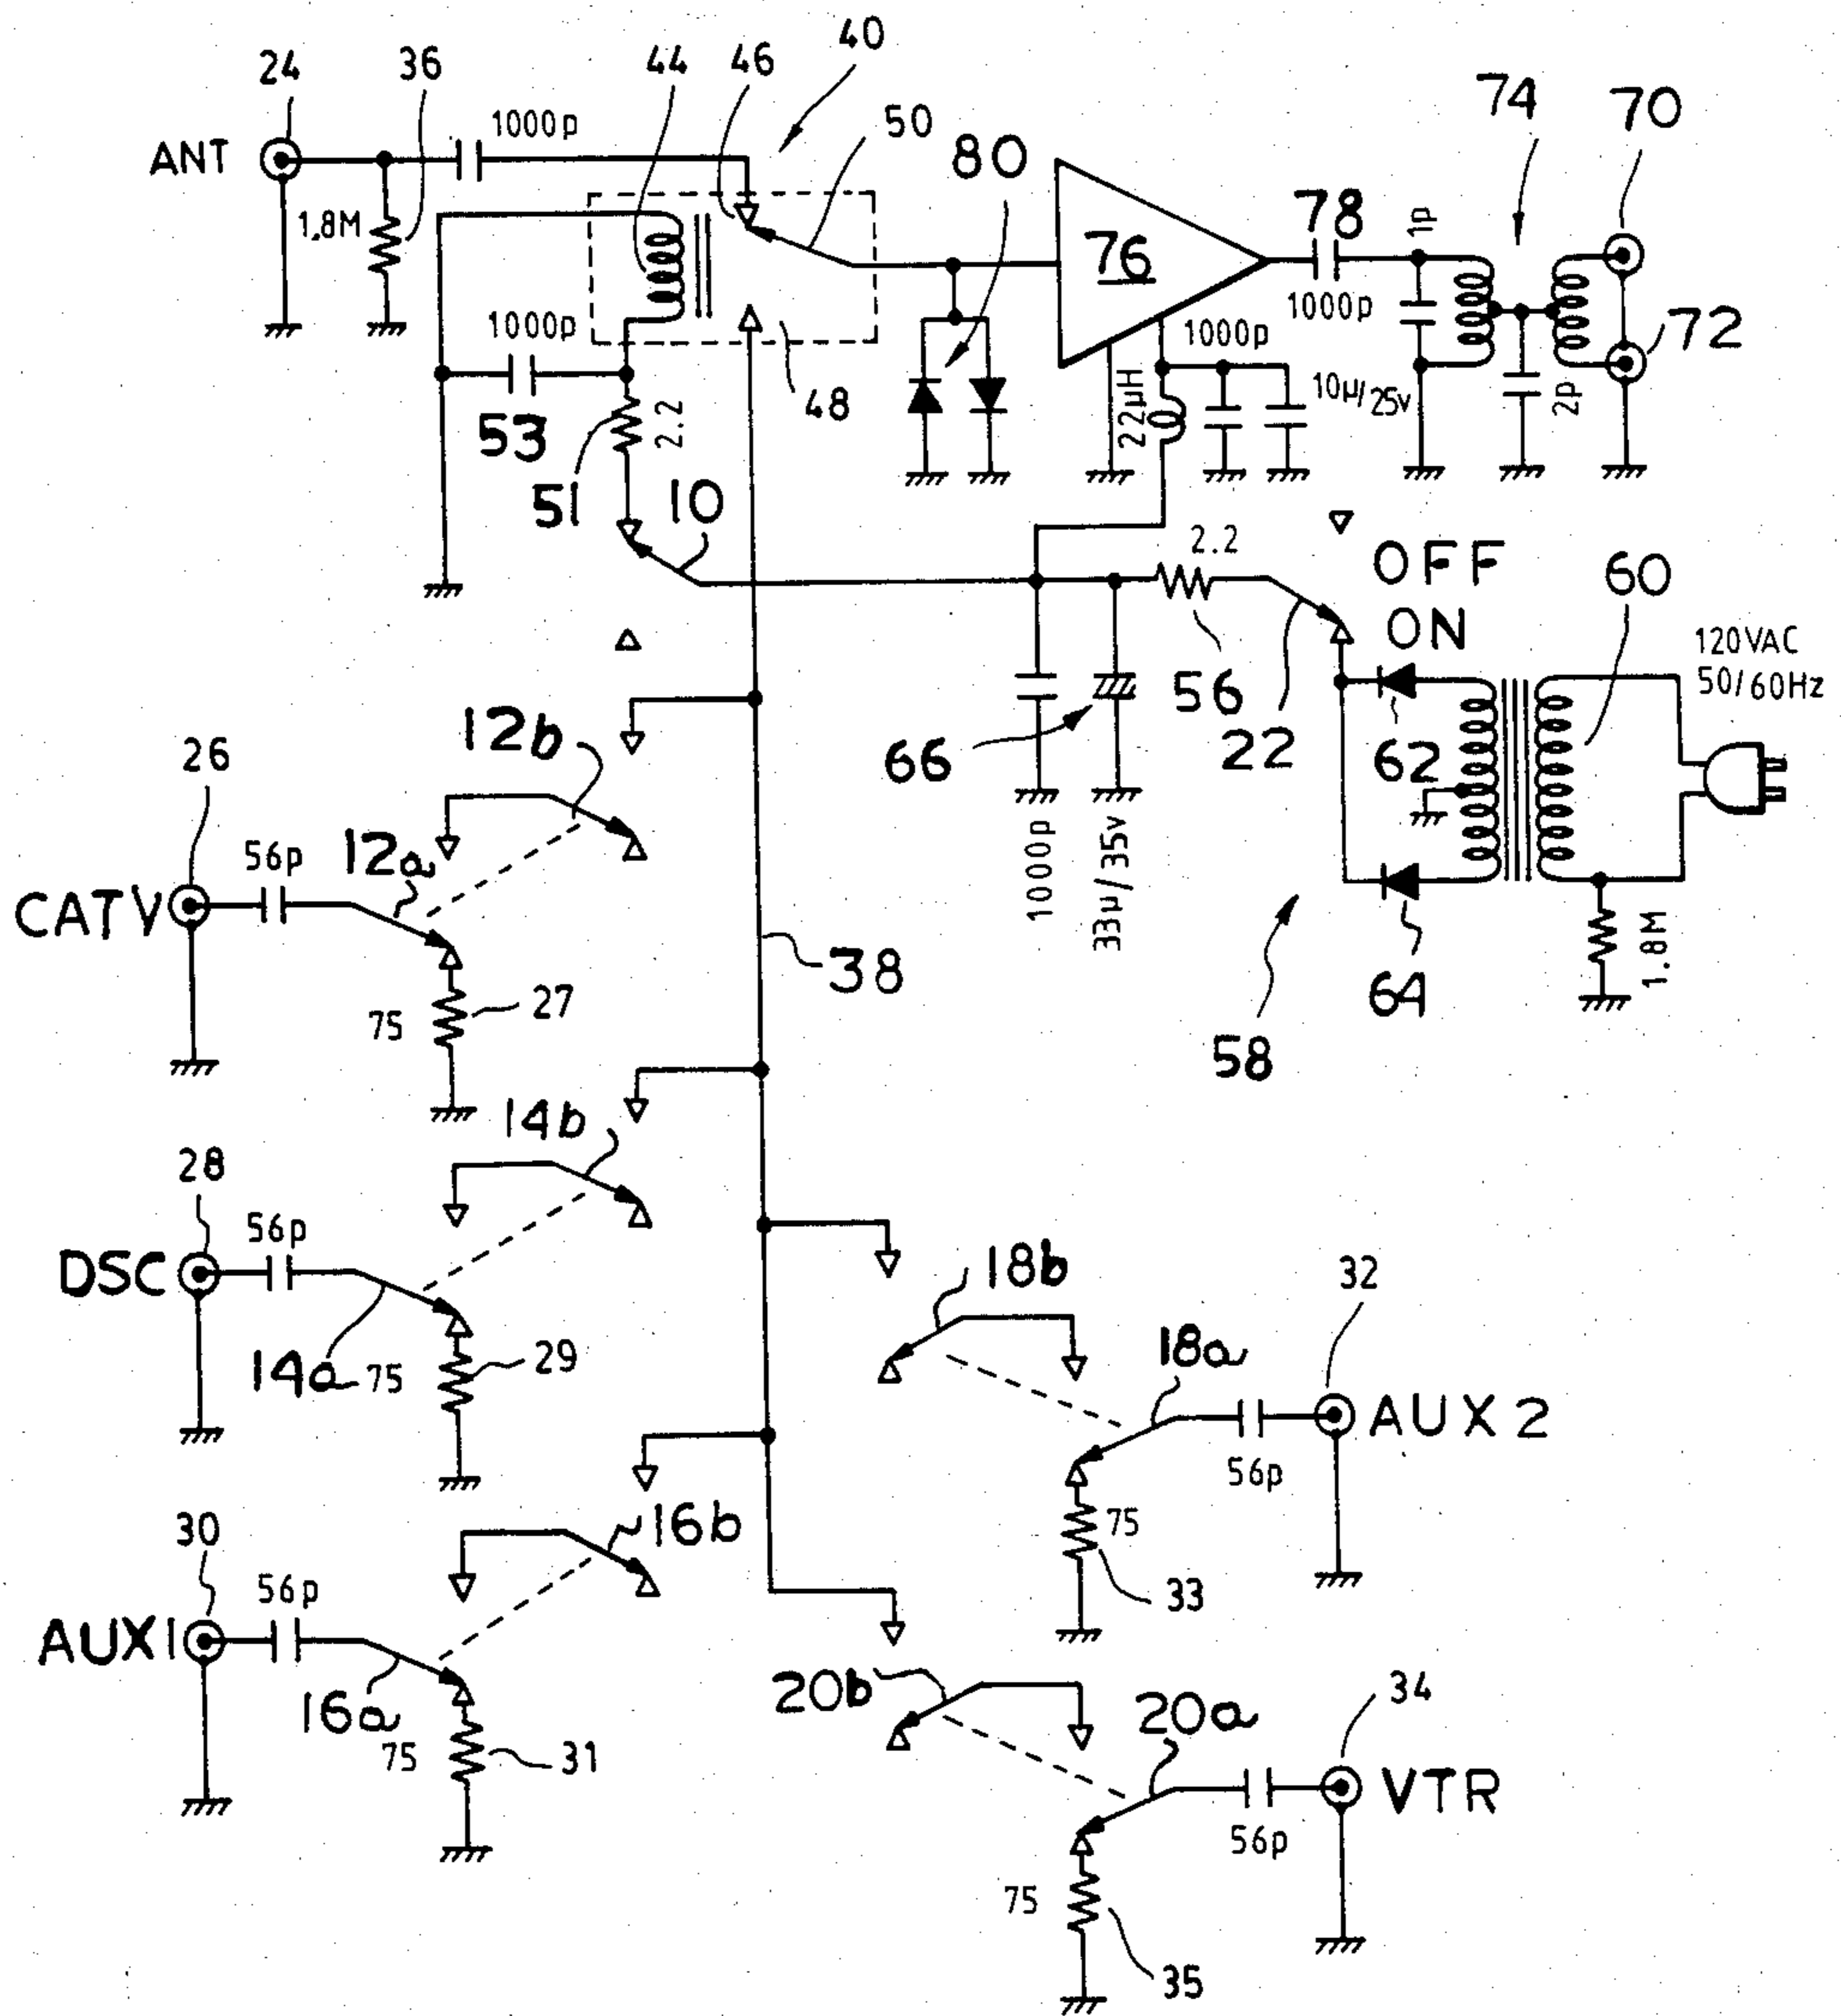 40
24
36
44
46
74
70
ANT
1000p
50
80
1.8M
76
78
1p
1000p
72
1000p
1000p
53
2.2
48
22μH
10μ/25v
2p
51
10
2.2
OFF
ON
60
120VAC
50/60Hz
56
22
66
62
1000p
33μ/35v
64
1.8M
58
12b
26
56p
12a
CATV
38
27
75
14b
28
56p
DSC
14a
75
29
18b
32
18a
AUX 2
56p
75
33
30
56p
16b
AUX1
16a
75
31
20b
20a
34
VTR
56p
75
35